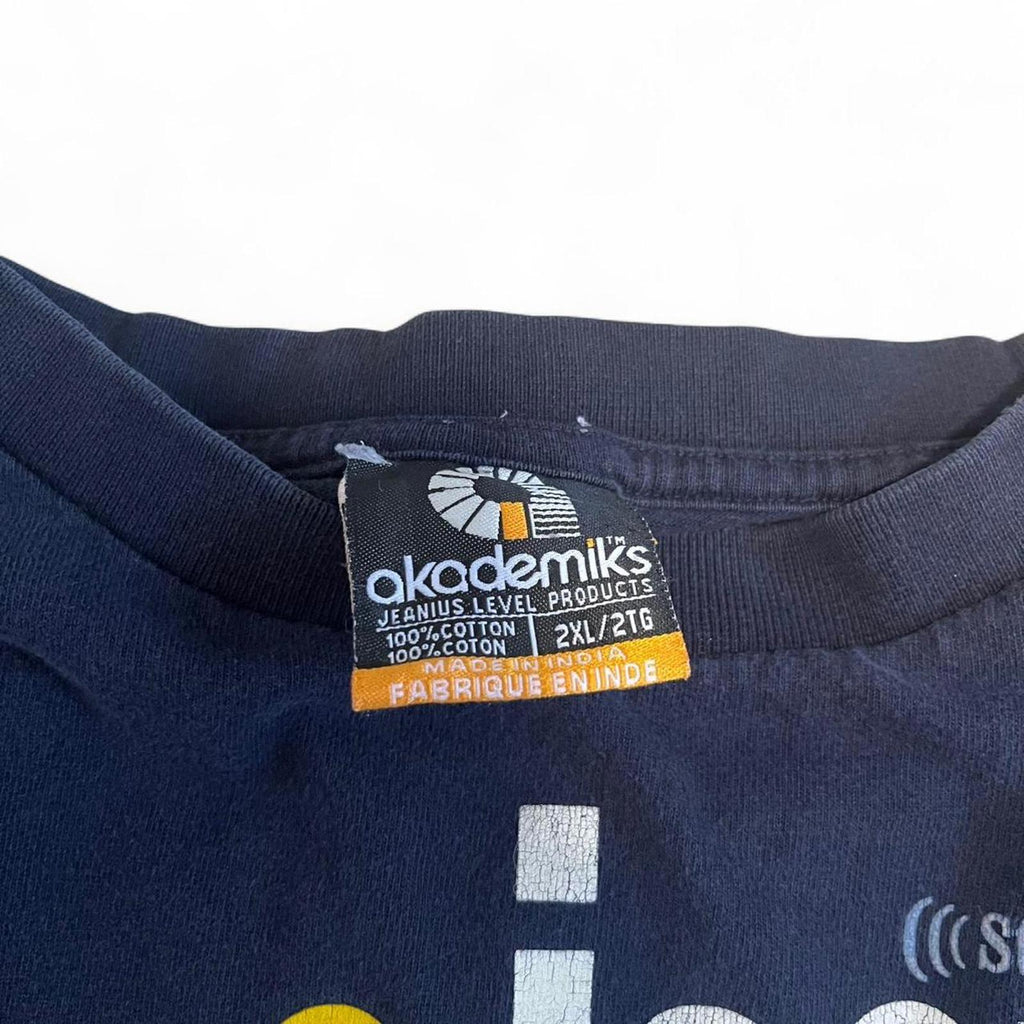 akademiks™
JEANIUS LEVEL PRODUCTS
100% COTTON
100% COTON
2XL/2TG
MADE IN INDIA
FABRIQUE EN INDE